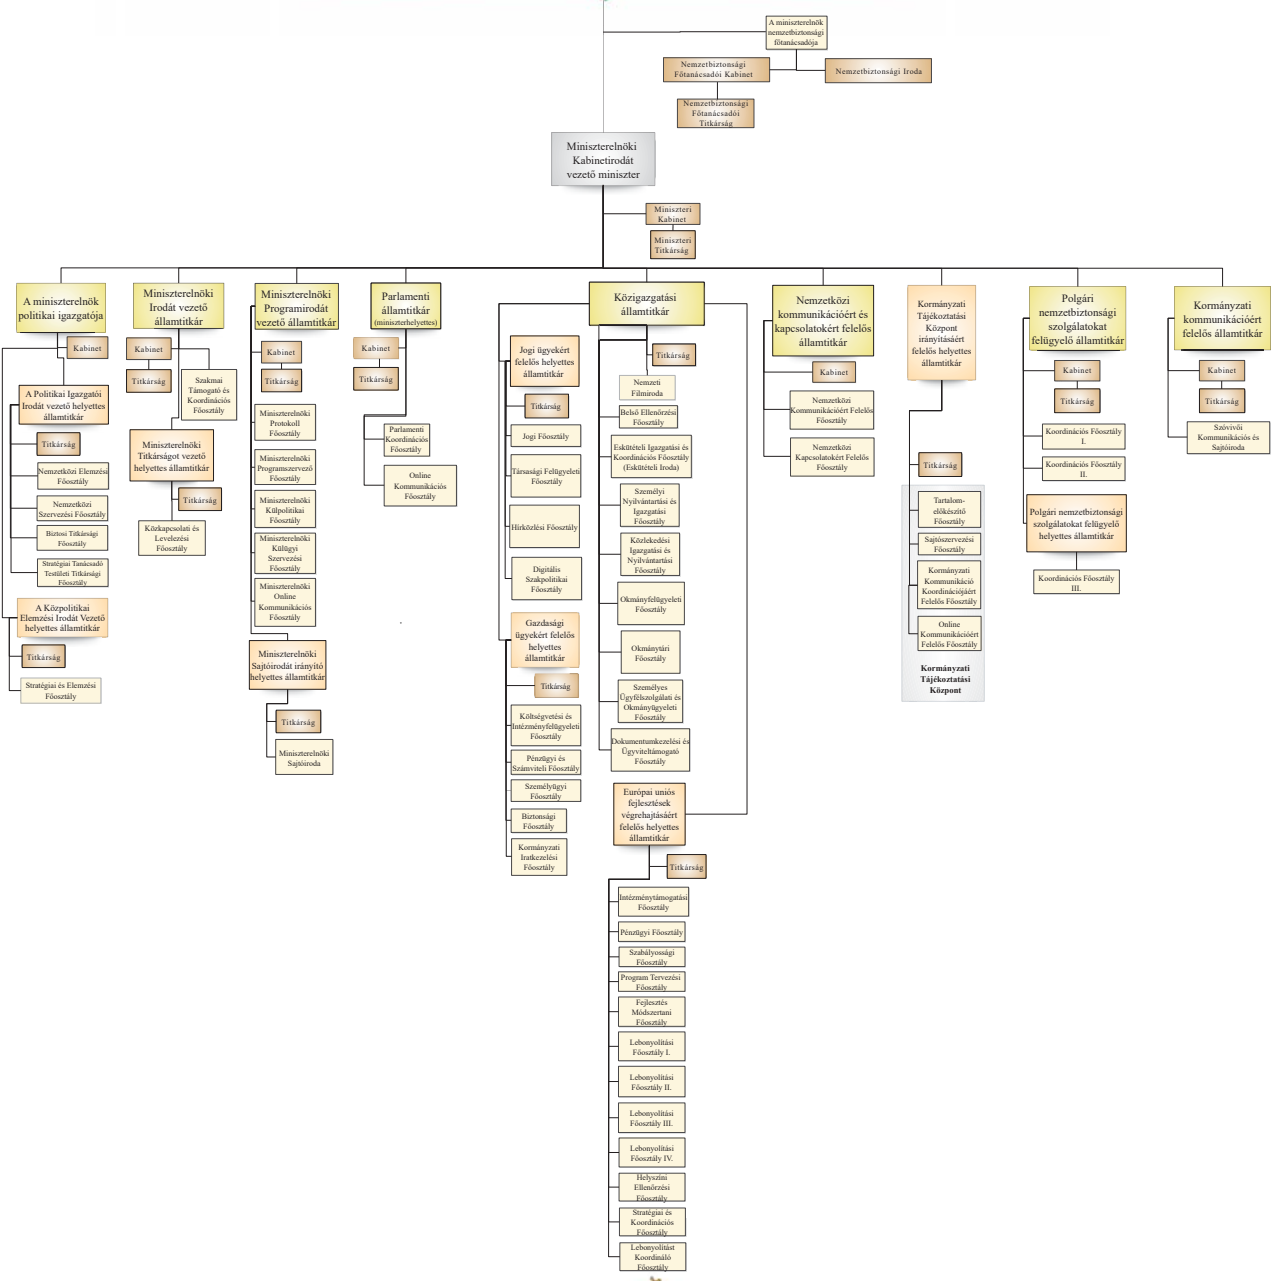 A miniszterelnök
nemzetbiztonsági
főtanácsadója
Nemzetbiztonsági
Főtanácsadói Kabinet
Nemzetbiztonsági Iroda
Nemzetbiztonsági
Főtanácsadói
Titkárság
Miniszterelnöki
Kabinetirodát
vezető miniszter
Miniszteri
Kabinet
Miniszteri
Titkárság
A miniszterelnök
politikai igazgatója
Kabinet
A Politikai Igazgatói
Irodát vezető helyettes
államtitkár
Titkárság
Nemzetközi Elemzési
Főosztály
Nemzetközi
Szervezési Főosztály
Biztosi Titkársági
Főosztály
Stratégiai Tanácsadó
Testületi Titkársági
Főosztály
A Közpolitikai
Elemzési Irodát Vezető
helyettes államtitkár
Titkárság
Stratégiai és Elemzési
Főosztály
Miniszterelnöki
Irodát vezető
államtitkár
Kabinet
Titkárság
Szakmai
Támogató és
Koordinációs
Főosztály
Miniszterelnöki
Titkárságot vezető
helyettes államtitkár
Titkárság
Közkapcsolati és
Levelezési
Főosztály
Miniszterelnöki
Programirodát
vezető államtitkár
Kabinet
Titkárság
Miniszterelnöki
Protokoll
Főosztály
Miniszterelnöki
Programszervező
Főosztály
Miniszterelnöki
Külpolitikai
Főosztály
Miniszterelnöki
Külügyi
Szervezési
Főosztály
Miniszterelnöki
Online
Kommunikációs
Főosztály
Miniszterelnöki
Sajtóirodát irányító
helyettes államtitkár
Titkárság
Miniszterelnöki
Sajtóiroda
Parlamenti
államtitkár
(miniszterhelyettes)
Kabinet
Titkárság
Parlamenti
Koordinációs
Főosztály
Online
Kommunikációs
Főosztály
Közigazgatási
államtitkár
Titkárság
Jogi ügyekért
felelős helyettes
államtitkár
Titkárság
Jogi Főosztály
Társasági Felügyeleti
Főosztály
Hírközlési Főosztály
Digitális
Szakpolitikai
Főosztály
Gazdasági
ügyekért felelős
helyettes
államtitkár
Titkárság
Költségvetési és
Intézményfelügyeleti
Főosztály
Pénzügyi és
Számviteli Főosztály
Személyügyi
Főosztály
Biztonsági
Főosztály
Kormányzati
Iratkezelési
Főosztály
Nemzeti
Filmiroda
Belső Ellenőrzési
Főosztály
Eskütételi Igazgatási és
Koordinációs Főosztály
(Eskütételi Iroda)
Személyi
Nyilvántartási és
Igazgatási
Főosztály
Közlekedési
Igazgatási és
Nyilvántartási
Főosztály
Okmányfelügyeleti
Főosztály
Okmánytári
Főosztály
Személyes
Ügyfélszolgálati és
Okmányügyeleti
Főosztály
Dokumentumkezelési és
Ügyviteltámogató
Főosztály
Európai uniós
fejlesztések
végrehajtásáért
felelős helyettes
államtitkár
Titkárság
Intézménytámogatási
Főosztály
Pénzügyi Főosztály
Szabályossági
Főosztály
Program Tervezési
Főosztály
Fejlesztés
Módszertani
Főosztály
Lebonyolítási
Főosztály I.
Lebonyolítási
Főosztály II.
Lebonyolítási
Főosztály III.
Lebonyolítási
Főosztály IV.
Helyszíni
Ellenőrzési
Főosztály
Stratégiai és
Koordinációs
Főosztály
Lebonyolítást
Koordináló
Főosztály
Nemzetközi
kommunikációért és
kapcsolatokért felelős
államtitkár
Kabinet
Nemzetközi
Kommunikációért Felelős
Főosztály
Nemzetközi
Kapcsolatokért Felelős
Főosztály
Kormányzati
Tájékoztatási
Központ
irányításáért
felelős helyettes
államtitkár
Titkárság
Tartalom-
előkészítő
Főosztály
Sajtószervezési
Főosztály
Kormányzati
Kommunikáció
Koordinációjáért
Felelős Főosztály
Online
Kommunikációért
Felelős Főosztály
Kormányzati
Tájékoztatási
Központ
Polgári
nemzetbiztonsági
szolgálatokat
felügyelő államtitkár
Kabinet
Titkárság
Koordinációs Főosztály
I.
Koordinációs Főosztály
II.
Polgári nemzetbiztonsági
szolgálatokat felügyelő
helyettes államtitkár
Koordinációs Főosztály
III.
Kormányzati
kommunikációért
felelős államtitkár
Kabinet
Titkárság
Szóvivői
Kommunikációs és
Sajtóiroda